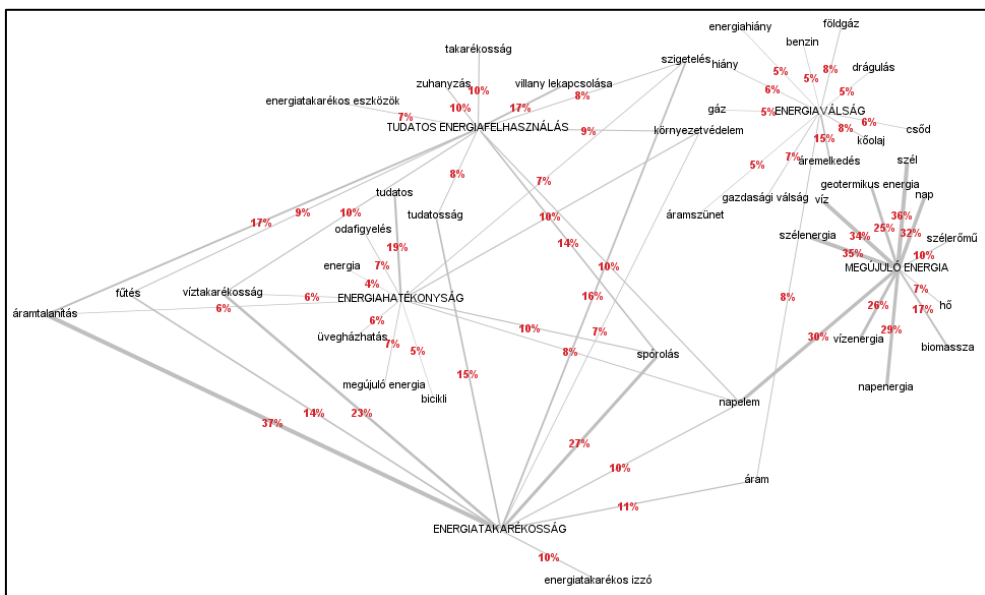 földgáz
energiahiány
benzin
takarékosság
szigetelés
hiány
8%
drágulás
5%
5%
zuhanyzás
10%
villany lekapcsolása
8%
6%
5%
energiatakarékos eszközök
10%
17%
gáz
5%
ENERGIAVÁLSÁG
7%
TUDATOS ENERGIAFELHASZNÁLÁS
9%
környezetvédelem
8%
6%
csőd
15%
kőolaj
7%
áremelkedés
szél
5%
8%
7%
geotermikus energia
tudatos
gazdasági válság
víz
nap
17%
9%
10%
tudatosság
10%
áramszünet
36%
odafigyelés
25%
32%
19%
14%
szélenergia
34%
szélerőmű
7%
10%
35%
10%
energia
MEGÚJULÓ ENERGIA
4%
7%
fűtés
víztakarékosság
6%
ENERGIAHATÉKONYSÁG
16%
8%
hő
6%
26%
17%
áramtalanítás
6%
10%
7%
29%
üvegházhatás
30%
vízenergia
7%
5%
8%
spórolás
biomassza
15%
megújuló energia
napenergia
bicikli
napelem
14%
23%
37%
27%
10%
áram
11%
ENERGIATAKARÉKOSSÁG
10%
energiatakarékos izzó